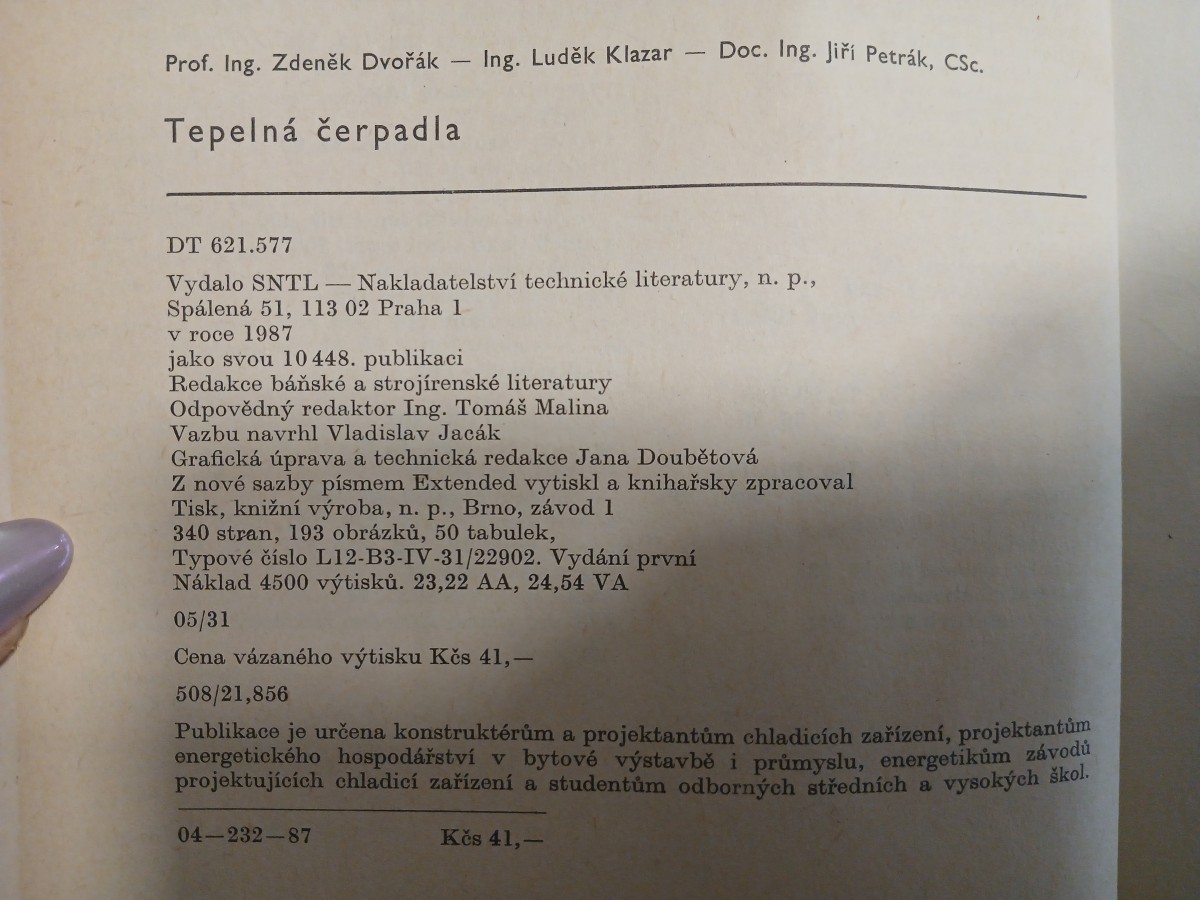 Prof. Ing. Zdeněk Dvořák — Ing. Luděk Klazar — Doc. Ing. Jiří Petrák, CSc.
Tepelná čerpadla
DT 621.577
Vydalo SNTL — Nakladatelství technické literatury, n. p.,
Spálená 51, 113 02 Praha 1
v roce 1987
jako svou 10 448. publikaci
Redakce báňské a strojírenské literatury
Odpovědný redaktor Ing. Tomáš Malina
Vazbu navrhl Vladislav Jacák
Grafická úprava a technická redakce Jana Doubětová
Z nové sazby písmem Extended vytiskl a knihařsky zpracoval
Tisk, knižní výroba, n. p., Brno, závod 1
340 stran, 193 obrázků, 50 tabulek,
Typové číslo L12-B3-IV-31/22902. Vydání první
Náklad 4500 výtisků. 23,22 AA, 24,54 VA
05/31
Cena vázaného výtisku Kčs 41,—
508/21,856
Publikace je určena konstruktérům a projektantům chladicích zařízení, projektantům
energetického hospodářství v bytové výstavbě i průmyslu, energetikům závodů
projektujících chladicí zařízení a studentům odborných středních a vysokých škol.
04—232—87 Kčs 41,—